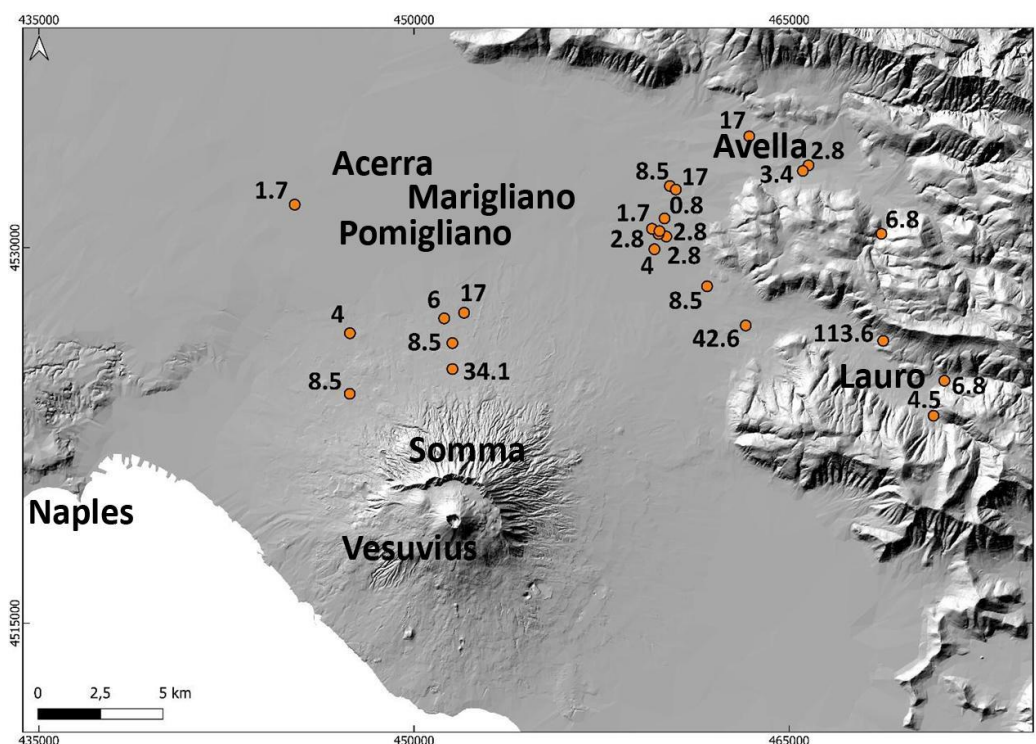 435000 450000 465000
17
Avella
2.8
3.4
Acerra
8.5
17
Marigliano
1.7
0.8
1.7
Pomigliano
2.8
2.8
6.8
4530000
4
2.8
8.5
17
6
4
42.6
113.6
8.5
34.1
Lauro
6.8
8.5
4.5
Somma
Naples
Vesuvius
4515000
0 2,5 5 km
435000 450000 465000